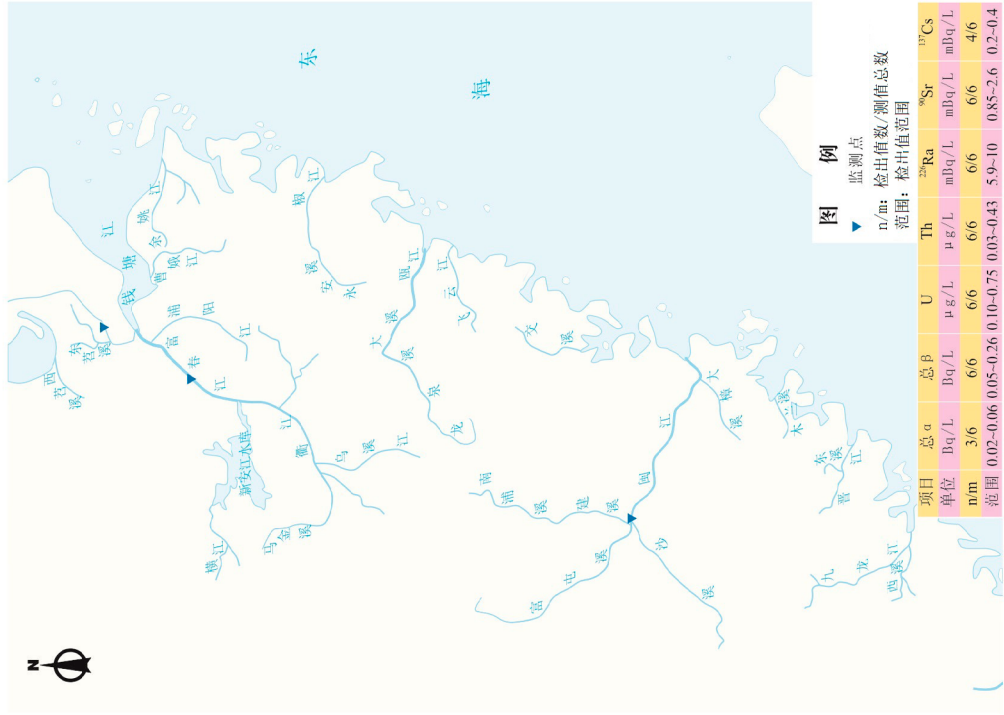 N
东海
钱塘江
余姚江
曹娥江
浦阳江
富春江
东苕溪
西苕溪
新安江水库
衢江
乌溪江
马金溪
横江
椒江
永安溪
瓯江
大溪
龙泉溪
飞云江
交溪
闽江
大樟溪
木兰溪
南浦溪
建溪
富屯溪
沙溪
东溪
晋江
九龙江
西溪
图 例
监测点
n/m: 检出值数/测值总数
范围: 检出值范围
项目 总α 总β U Th ²²⁶Ra ⁹⁰Sr ¹³⁷Cs
单位 Bq/L Bq/L μg/L μg/L mBq/L mBq/L mBq/L
n/m 3/6 6/6 6/6 6/6 6/6 6/6 4/6
范围 0.02~0.06 0.05~0.26 0.10~0.75 0.03~0.43 5.9~10 0.85~2.6 0.2~0.4